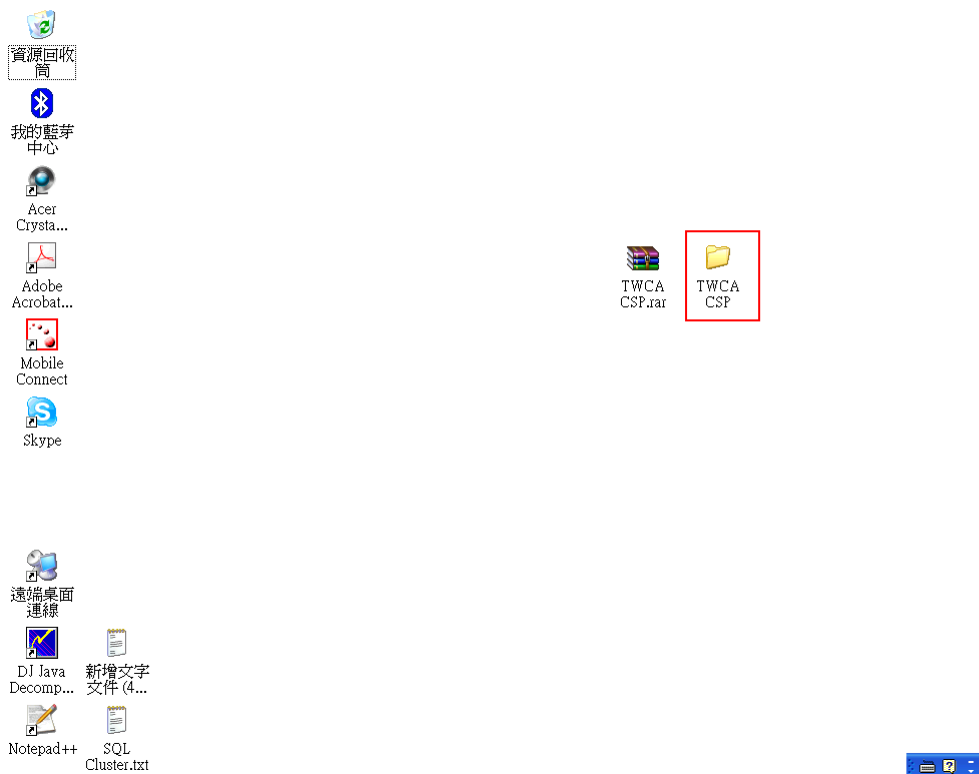 資源回收
筒
我的藍芽
中心
Acer
Crysta...
Adobe
Acrobat...
Mobile
Connect
Skype
TWCA
CSP.rar
TWCA
CSP
遠端桌面
連線
DJ Java
Decomp...
新增文字
文件 (4...
Notepad++
SQL
Cluster.txt